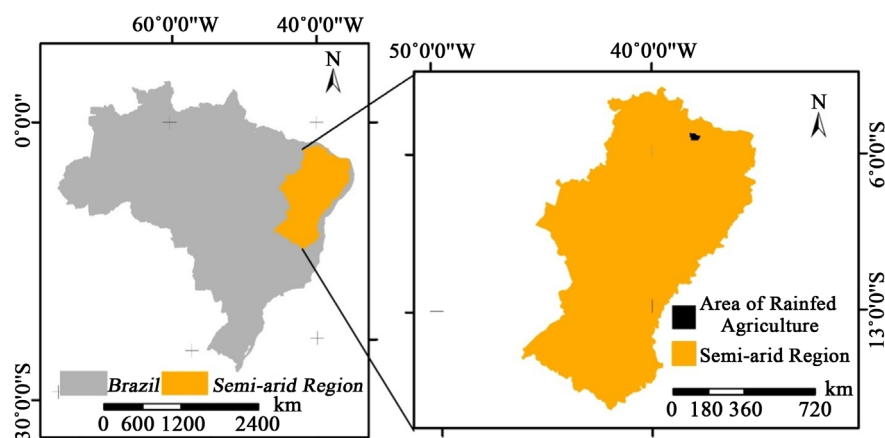 60°0'0"W 40°0'0"W
N
0°0'0"
30°0'0"S
Brazil Semi-arid Region
km
0 600 1200 2400
50°0'0"W 40°0'0"W
N
6°0'0"S
13°0'0"S
Area of Rainfed
Agriculture
Semi-arid Region
km
0 180 360 720